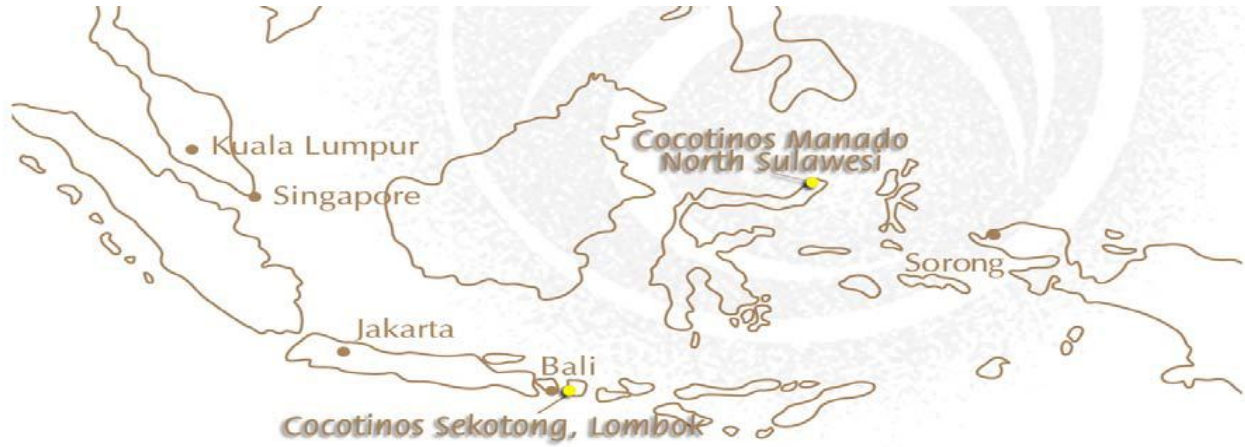 Cocotinos Manado
North Sulawesi
Kuala Lumpur
Singapore
Sorong
Jakarta
Bali
Cocotinos Sekotong, Lombok